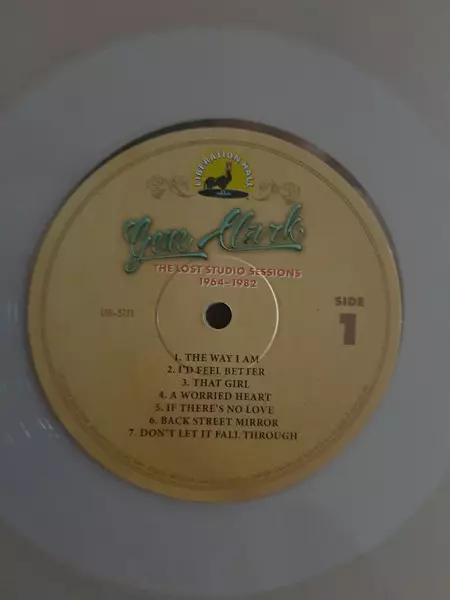 LIBERATION HALL
Gene Clark
THE LOST STUDIO SESSIONS
1964–1982
SIDE
1
1. THE WAY I AM
2. I'D FEEL BETTER
3. THAT GIRL
4. A WORRIED HEART
5. IF THERE'S NO LOVE
6. BACK STREET MIRROR
7. DON'T LET IT FALL THROUGH